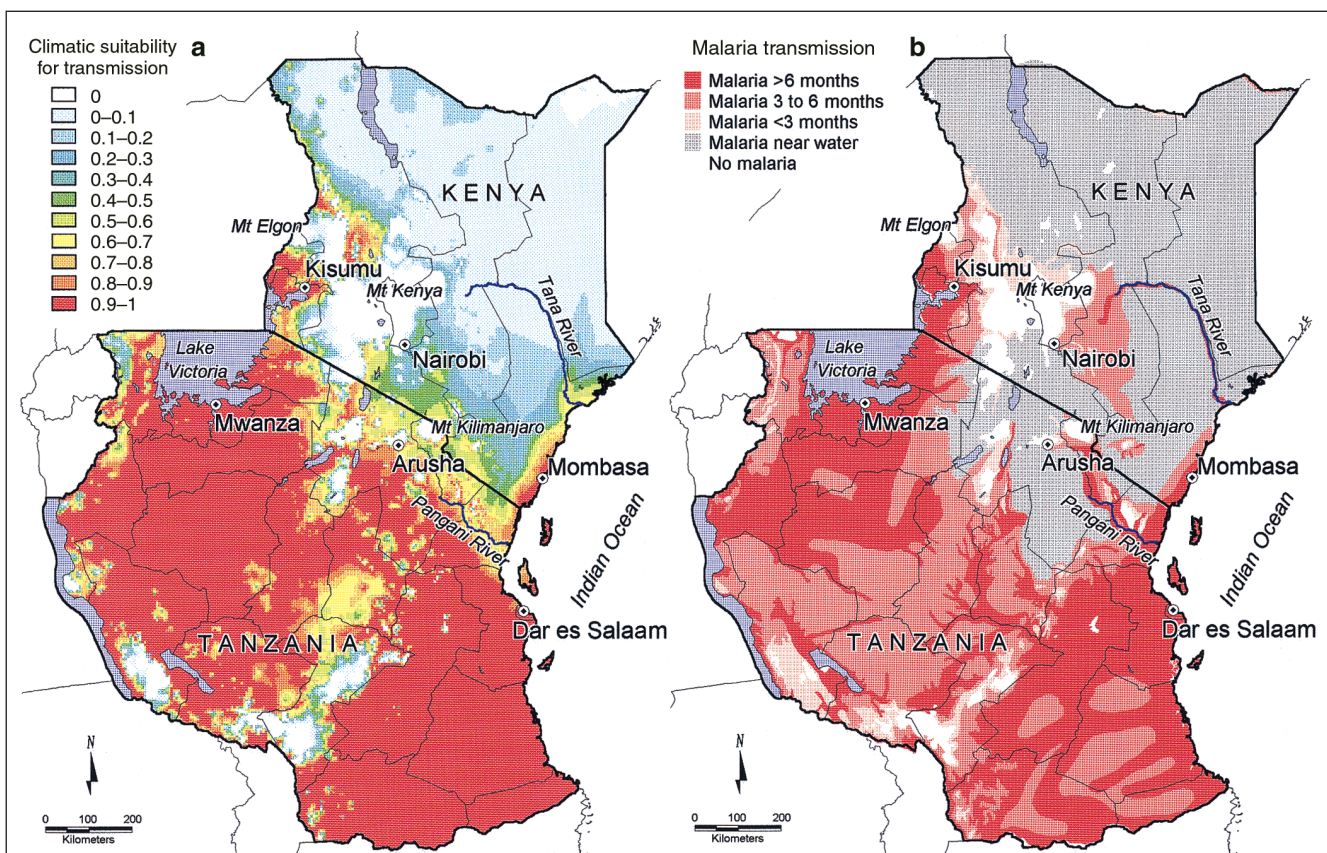 Climatic suitability
for transmission
a
0
0–0.1
0.1–0.2
0.2–0.3
0.3–0.4
0.4–0.5
0.5–0.6
0.6–0.7
0.7–0.8
0.8–0.9
0.9–1
KENYA
Mt Elgon
Kisumu
Mt Kenya
Tana River
Nairobi
Lake
Victoria
Mwanza
Mt Kilimanjaro
Arusha
Mombasa
Pangani River
Indian Ocean
TANZANIA
Dar es Salaam
N
0 100 200
Kilometers
Malaria transmission
b
Malaria >6 months
Malaria 3 to 6 months
Malaria <3 months
Malaria near water
No malaria
KENYA
Mt Elgon
Kisumu
Mt Kenya
Tana River
Nairobi
Lake
Victoria
Mwanza
Mt Kilimanjaro
Arusha
Mombasa
Pangani River
Indian Ocean
TANZANIA
Dar es Salaam
N
0 100 200
Kilometers